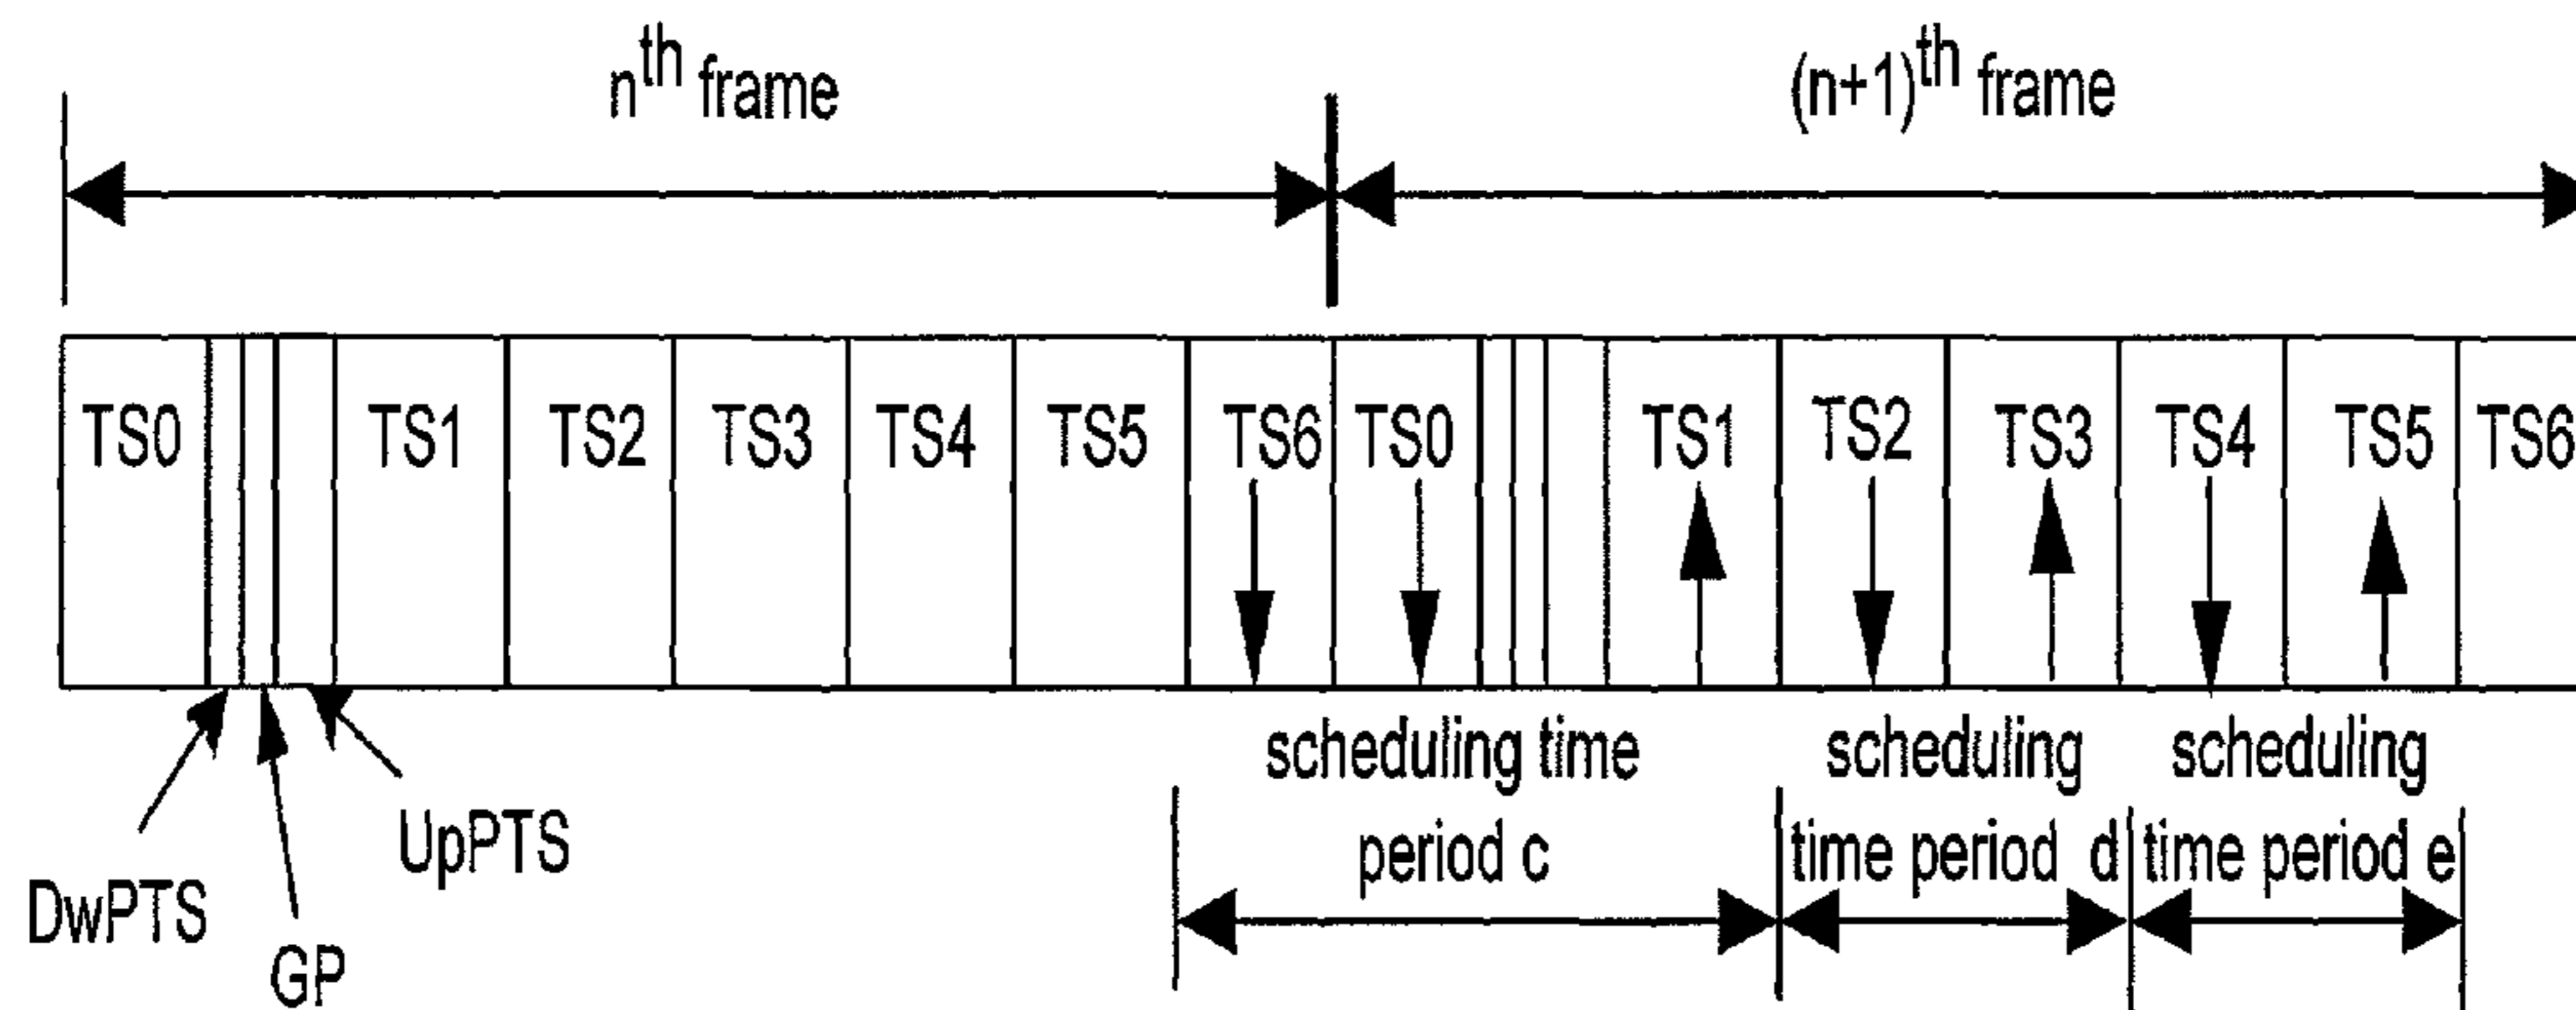 nth frame
(n+1)th frame
TS0 TS1 TS2 TS3 TS4 TS5 TS6 TS0 TS1 TS2 TS3 TS4 TS5 TS6
scheduling time period c
scheduling time period d
scheduling time period e
DwPTS
GP
UpPTS